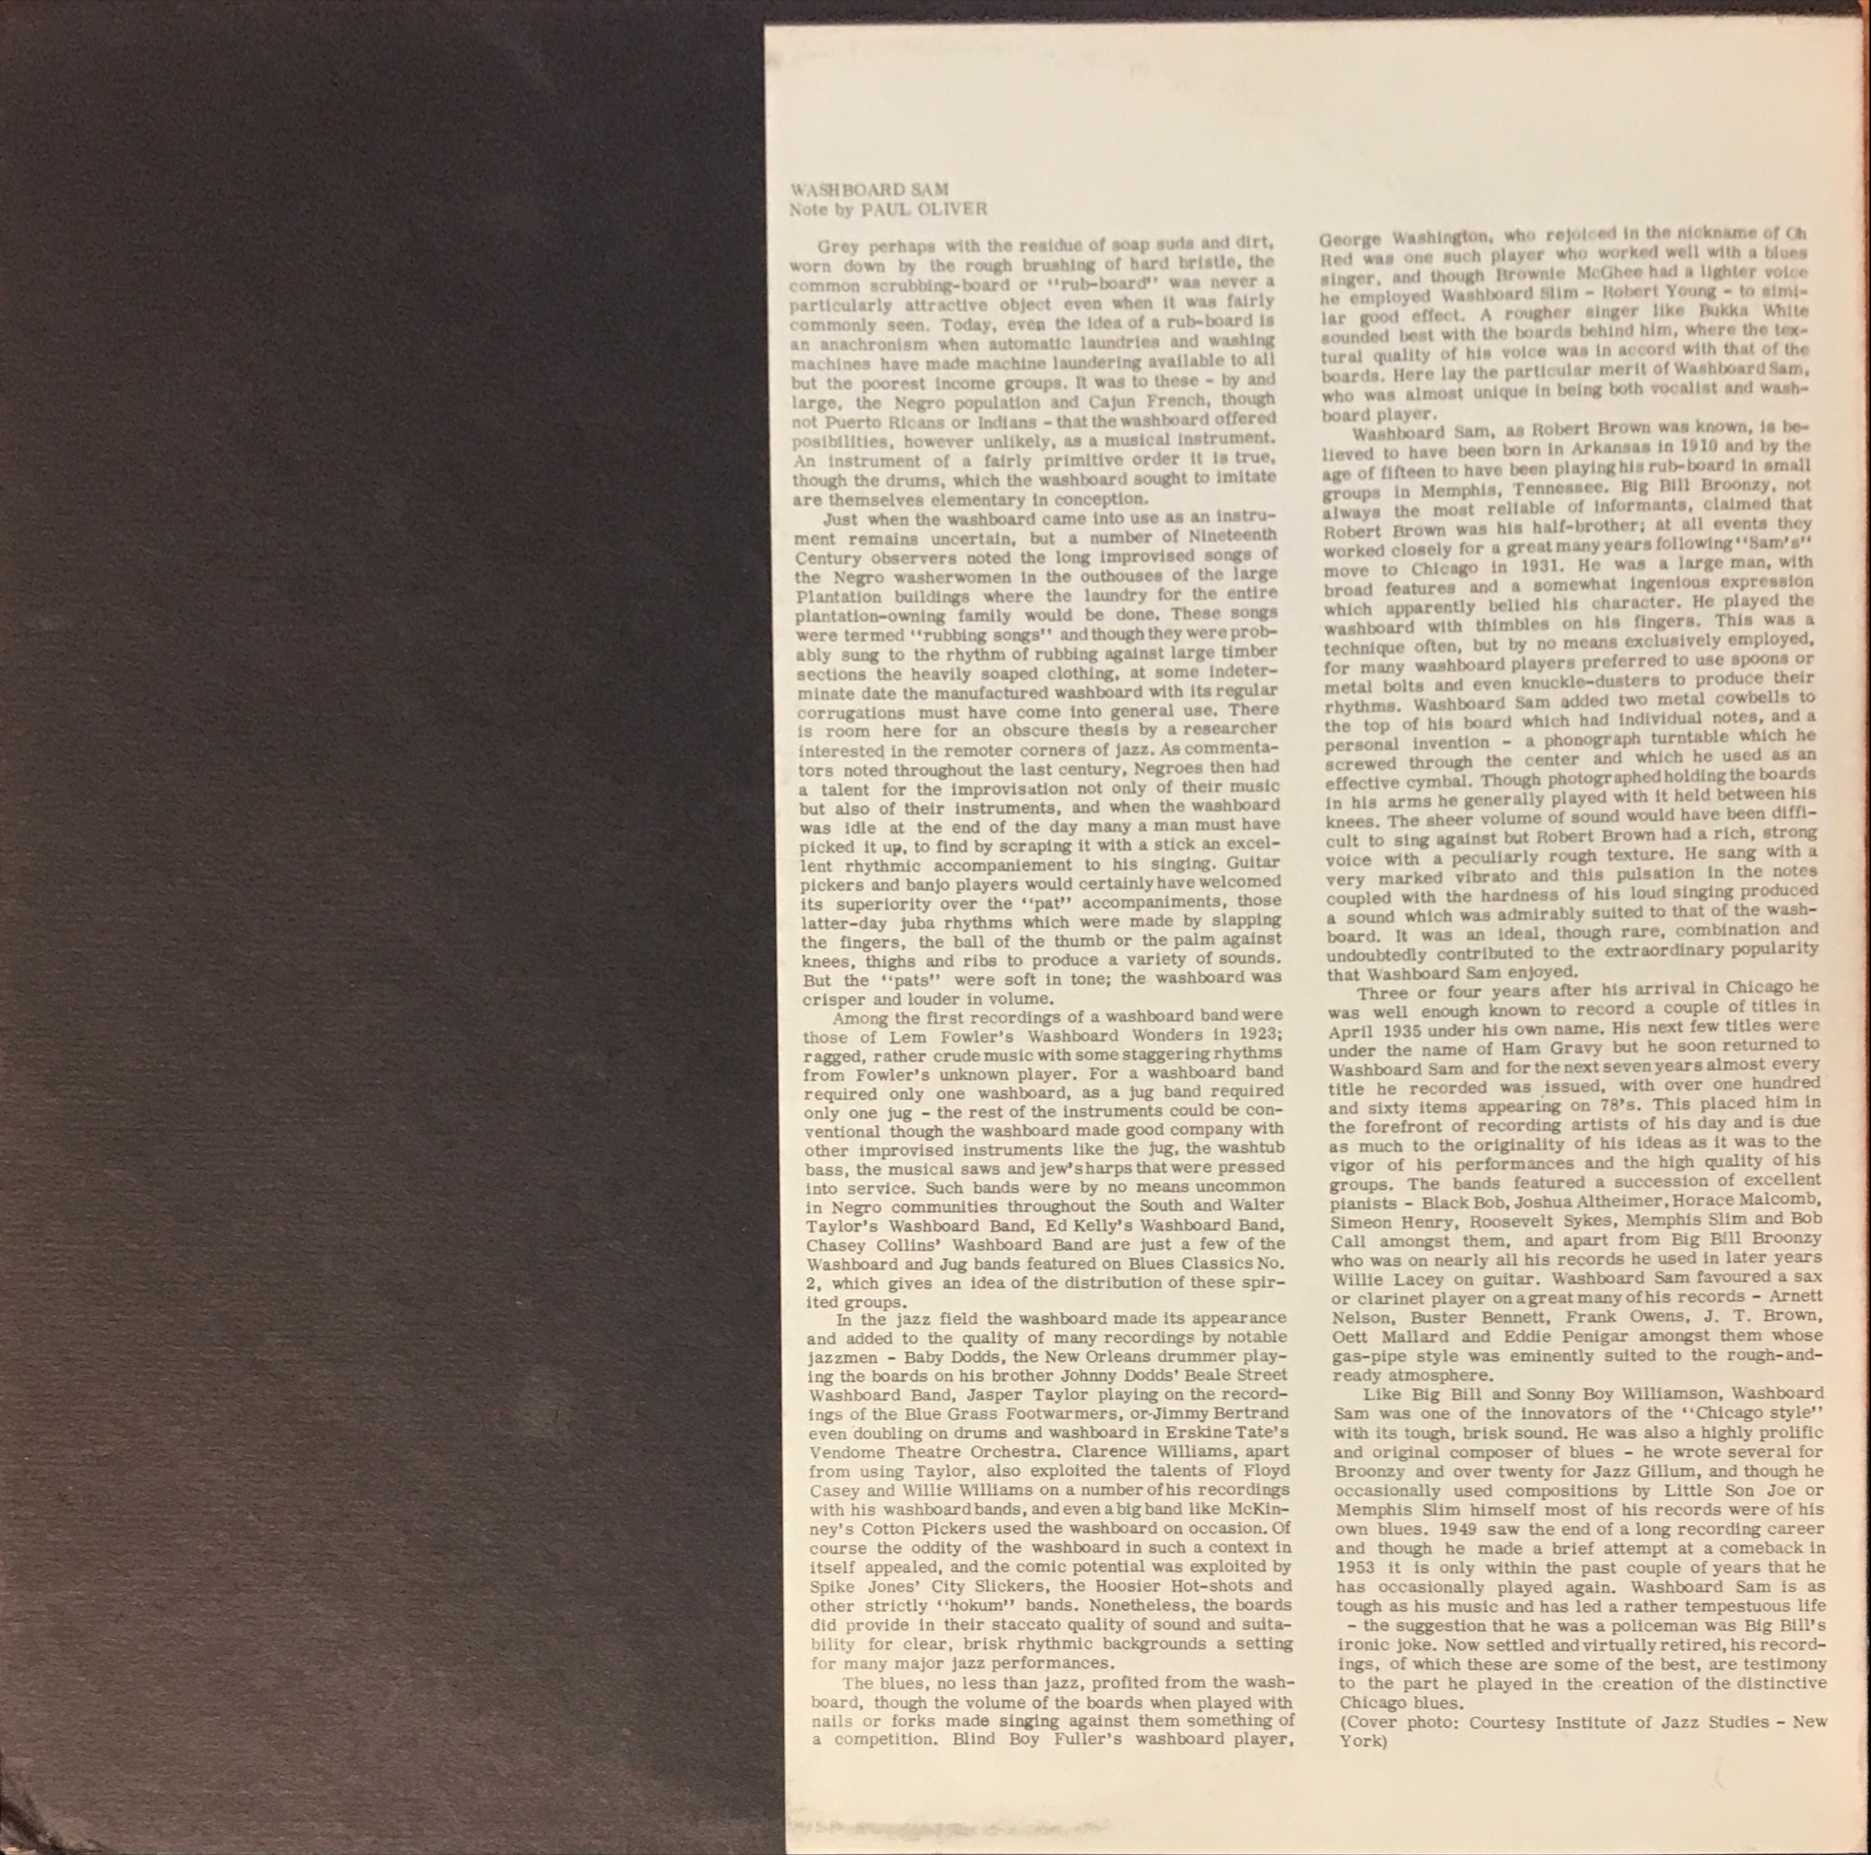 WASHBOARD SAM
Note by PAUL OLIVER
Grey perhaps with the residue of soap suds and dirt,
worn down by the rough brushing of hard bristle, the
common scrubbing-board or "rub-board" was never a
particularly attractive object even when it was fairly
commonly seen. Today, even the idea of a rub-board is
an anachronism when automatic laundries and washing
machines have made machine laundering available to all
but the poorest income groups. It was to these - by and
large, the Negro population and Cajun French, though
not Puerto Ricans or Indians - that the washboard offered
posibilities, however unlikely, as a musical instrument.
An instrument of a fairly primitive order it is true,
though the drums, which the washboard sought to imitate
are themselves elementary in conception.
Just when the washboard came into use as an instru-
ment remains uncertain, but a number of Nineteenth
Century observers noted the long improvised songs of
the Negro washerwomen in the outhouses of the large
Plantation buildings where the laundry for the entire
plantation-owning family would be done. These songs
were termed "rubbing songs" and though they were prob-
ably sung to the rhythm of rubbing against large timber
sections the heavily soaped clothing, at some indeter-
minate date the manufactured washboard with its regular
corrugations must have come into general use. There
is room here for an obscure thesis by a researcher
interested in the remoter corners of jazz. As commenta-
tors noted throughout the last century, Negroes then had
a talent for the improvisation not only of their music
but also of their instruments, and when the washboard
was idle at the end of the day many a man must have
picked it up, to find by scraping it with a stick an excel-
lent rhythmic accompaniement to his singing. Guitar
pickers and banjo players would certainly have welcomed
its superiority over the "pat" accompaniments, those
latter-day juba rhythms which were made by slapping
the fingers, the ball of the thumb or the palm against
knees, thighs and ribs to produce a variety of sounds.
But the "pats" were soft in tone; the washboard was
crisper and louder in volume.
Among the first recordings of a washboard band were
those of Lem Fowler's Washboard Wonders in 1923;
ragged, rather crude music with some staggering rhythms
from Fowler's unknown player. For a washboard band
required only one washboard, as a jug band required
only one jug - the rest of the instruments could be con-
ventional though the washboard made good company with
other improvised instruments like the jug, the washtub
bass, the musical saws and jew's harps that were pressed
into service. Such bands were by no means uncommon
in Negro communities throughout the South and Walter
Taylor's Washboard Band, Ed Kelly's Washboard Band,
Chasey Collins' Washboard Band are just a few of the
Washboard and Jug bands featured on Blues Classics No.
2, which gives an idea of the distribution of these spir-
ited groups.
In the jazz field the washboard made its appearance
and added to the quality of many recordings by notable
jazzmen - Baby Dodds, the New Orleans drummer play-
ing the boards on his brother Johnny Dodds' Beale Street
Washboard Band, Jasper Taylor playing on the record-
ings of the Blue Grass Footwarmers, or-Jimmy Bertrand
even doubling on drums and washboard in Erskine Tate's
Vendome Theatre Orchestra. Clarence Williams, apart
from using Taylor, also exploited the talents of Floyd
Casey and Willie Williams on a number of his recordings
with his washboard bands, and even a big band like McKin-
ney's Cotton Pickers used the washboard on occasion. Of
course the oddity of the washboard in such a context in
itself appealed, and the comic potential was exploited by
Spike Jones' City Slickers, the Hoosier Hot-shots and
other strictly "hokum" bands. Nonetheless, the boards
did provide in their staccato quality of sound and suita-
bility for clear, brisk rhythmic backgrounds a setting
for many major jazz performances.
The blues, no less than jazz, profited from the wash-
board, though the volume of the boards when played with
nails or forks made singing against them something of
a competition. Blind Boy Fuller's washboard player,
George Washington, who rejoiced in the nickname of Oh
Red was one such player who worked well with a blues
singer, and though Brownie McGhee had a lighter voice
he employed Washboard Slim - Robert Young - to simi-
lar good effect. A rougher singer like Bukka White
sounded best with the boards behind him, where the tex-
tural quality of his voice was in accord with that of the
boards. Here lay the particular merit of Washboard Sam,
who was almost unique in being both vocalist and wash-
board player.
Washboard Sam, as Robert Brown was known, is be-
lieved to have been born in Arkansas in 1910 and by the
age of fifteen to have been playing his rub-board in small
groups in Memphis, Tennessee. Big Bill Broonzy, not
always the most reliable of informants, claimed that
Robert Brown was his half-brother; at all events they
worked closely for a great many years following "Sam's"
move to Chicago in 1931. He was a large man, with
broad features and a somewhat ingenious expression
which apparently belied his character. He played the
washboard with thimbles on his fingers. This was a
technique often, but by no means exclusively employed,
for many washboard players preferred to use spoons or
metal bolts and even knuckle-dusters to produce their
rhythms. Washboard Sam added two metal cowbells to
the top of his board which had individual notes, and a
personal invention - a phonograph turntable which he
screwed through the center and which he used as an
effective cymbal. Though photographed holding the boards
in his arms he generally played with it held between his
knees. The sheer volume of sound would have been diffi-
cult to sing against but Robert Brown had a rich, strong
voice with a peculiarly rough texture. He sang with a
very marked vibrato and this pulsation in the notes
coupled with the hardness of his loud singing produced
a sound which was admirably suited to that of the wash-
board. It was an ideal, though rare, combination and
undoubtedly contributed to the extraordinary popularity
that Washboard Sam enjoyed.
Three or four years after his arrival in Chicago he
was well enough known to record a couple of titles in
April 1935 under his own name. His next few titles were
under the name of Ham Gravy but he soon returned to
Washboard Sam and for the next seven years almost every
title he recorded was issued, with over one hundred
and sixty items appearing on 78's. This placed him in
the forefront of recording artists of his day and is due
as much to the originality of his ideas as it was to the
vigor of his performances and the high quality of his
groups. The bands featured a succession of excellent
pianists - Black Bob, Joshua Altheimer, Horace Malcomb,
Simeon Henry, Roosevelt Sykes, Memphis Slim and Bob
Call amongst them, and apart from Big Bill Broonzy
who was on nearly all his records he used in later years
Willie Lacey on guitar. Washboard Sam favoured a sax
or clarinet player on a great many of his records - Arnett
Nelson, Buster Bennett, Frank Owens, J. T. Brown,
Oett Mallard and Eddie Penigar amongst them whose
gas-pipe style was eminently suited to the rough-and-
ready atmosphere.
Like Big Bill and Sonny Boy Williamson, Washboard
Sam was one of the innovators of the "Chicago style"
with its tough, brisk sound. He was also a highly prolific
and original composer of blues - he wrote several for
Broonzy and over twenty for Jazz Gillum, and though he
occasionally used compositions by Little Son Joe or
Memphis Slim himself most of his records were of his
own blues. 1949 saw the end of a long recording career
and though he made a brief attempt at a comeback in
1953 it is only within the past couple of years that he
has occasionally played again. Washboard Sam is as
tough as his music and has led a rather tempestuous life
- the suggestion that he was a policeman was Big Bill's
ironic joke. Now settled and virtually retired, his record-
ings, of which these are some of the best, are testimony
to the part he played in the creation of the distinctive
Chicago blues.
(Cover photo: Courtesy Institute of Jazz Studies - New
York)